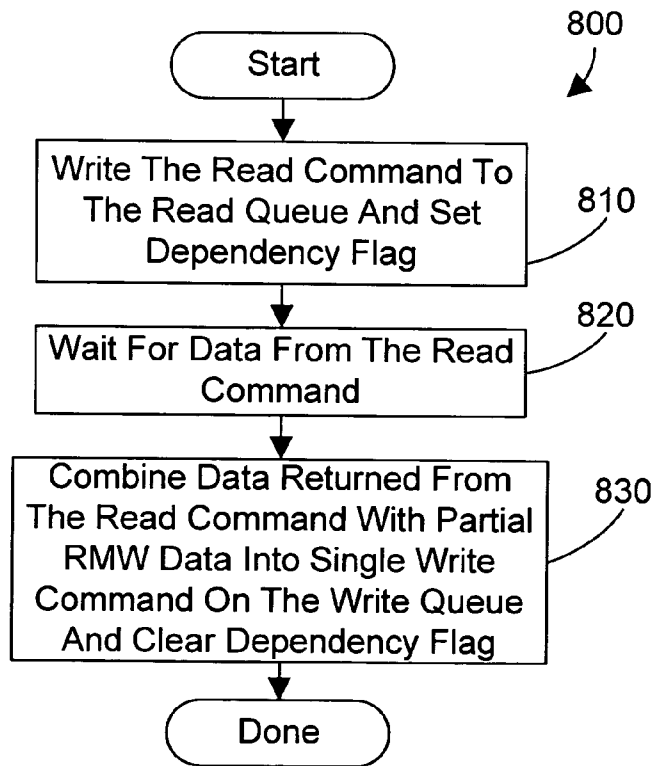 800
Start
Write The Read Command To
The Read Queue And Set
Dependency Flag
810
Wait For Data From The Read
Command
820
Combine Data Returned From
The Read Command With Partial
RMW Data Into Single Write
Command On The Write Queue
And Clear Dependency Flag
830
Done